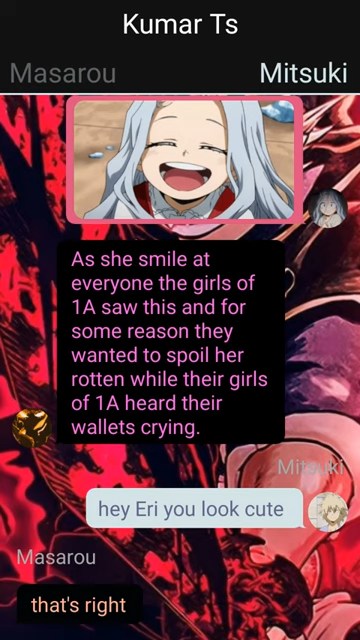 Kumar Ts
Masarou
Mitsuki
As she smile at
everyone the girls of
1A saw this and for
some reason they
wanted to spoil her
rotten while their girls
of 1A heard their
wallets crying.
Mitsuki
hey Eri you look cute
Masarou
that's right